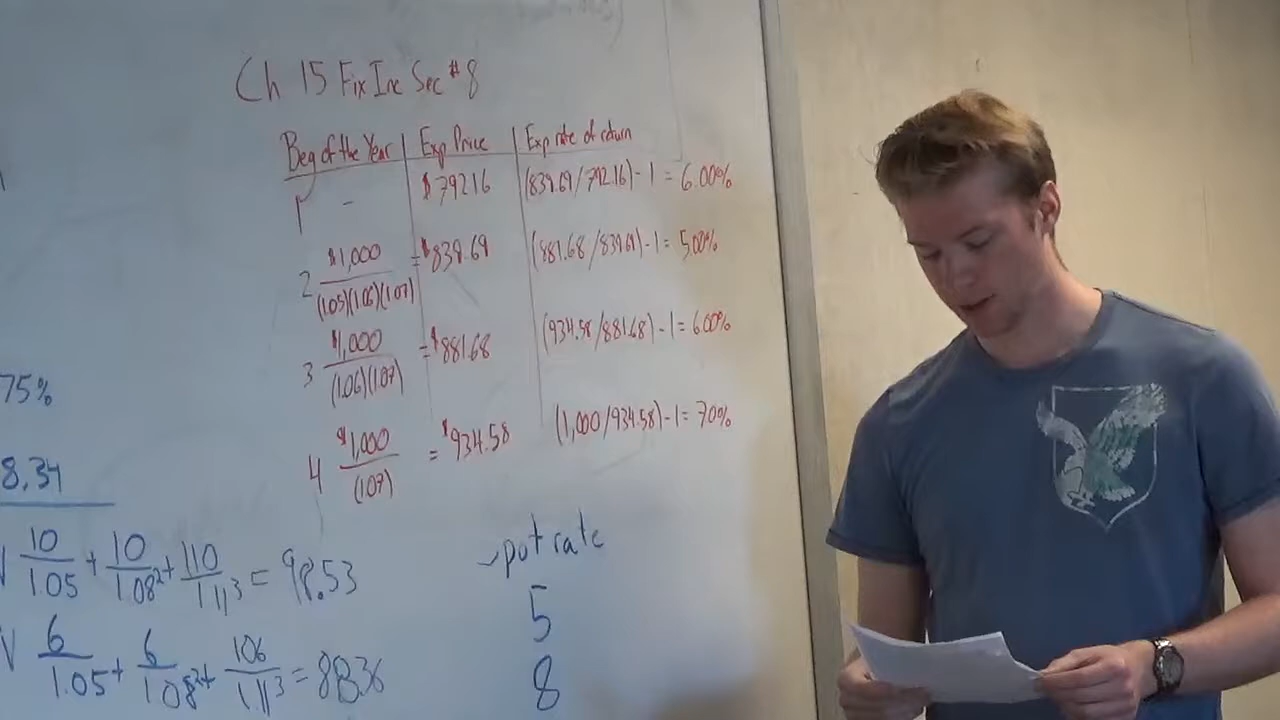 Ch 15 Fix Inc Sec #8
Beg of the Year | Exp Price | Exp rate of return
1 - $792.16 (839.69/792.16) - 1 = 6.00%
2 $1,000 / (1.05)(1.06)(1.07) = $839.69 (881.68/839.69) - 1 = 5.00%
3 $1,000 / (1.06)(1.07) = $881.68 (934.58/881.68) - 1 = 6.00%
4 $1,000 / (1.07) = $934.58 (1,000/934.58) - 1 = 7.0%
75%
8.34
10/1.05 + 10/1.08² + 110/1.11³ = 98.53
6/1.05 + 6/1.08² + 106/1.11³ = 88.36
5
8